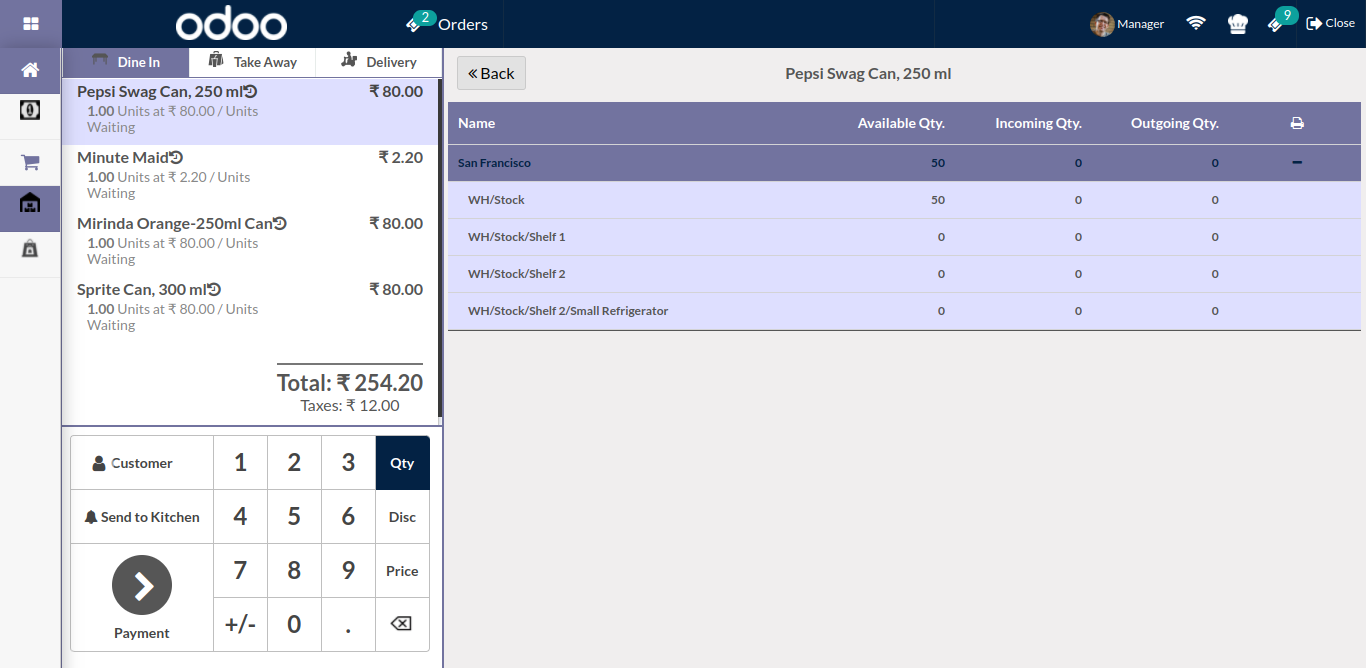 odoo
2
Orders
Manager
9
Close
Dine In
Take Away
Delivery
Pepsi Swag Can, 250 ml ₹ 80.00
1.00 Units at ₹ 80.00 / Units
Waiting
Minute Maid ₹ 2.20
1.00 Units at ₹ 2.20 / Units
Waiting
Mirinda Orange-250ml Can ₹ 80.00
1.00 Units at ₹ 80.00 / Units
Waiting
Sprite Can, 300 ml ₹ 80.00
1.00 Units at ₹ 80.00 / Units
Waiting
Total: ₹ 254.20
Taxes: ₹ 12.00
Customer 1 2 3 Qty
Send to Kitchen 4 5 6 Disc
7 8 9 Price
Payment +/- 0 .
Back
Pepsi Swag Can, 250 ml
Name Available Qty. Incoming Qty. Outgoing Qty.
San Francisco 50 0 0
WH/Stock 50 0 0
WH/Stock/Shelf 1 0 0 0
WH/Stock/Shelf 2 0 0 0
WH/Stock/Shelf 2/Small Refrigerator 0 0 0